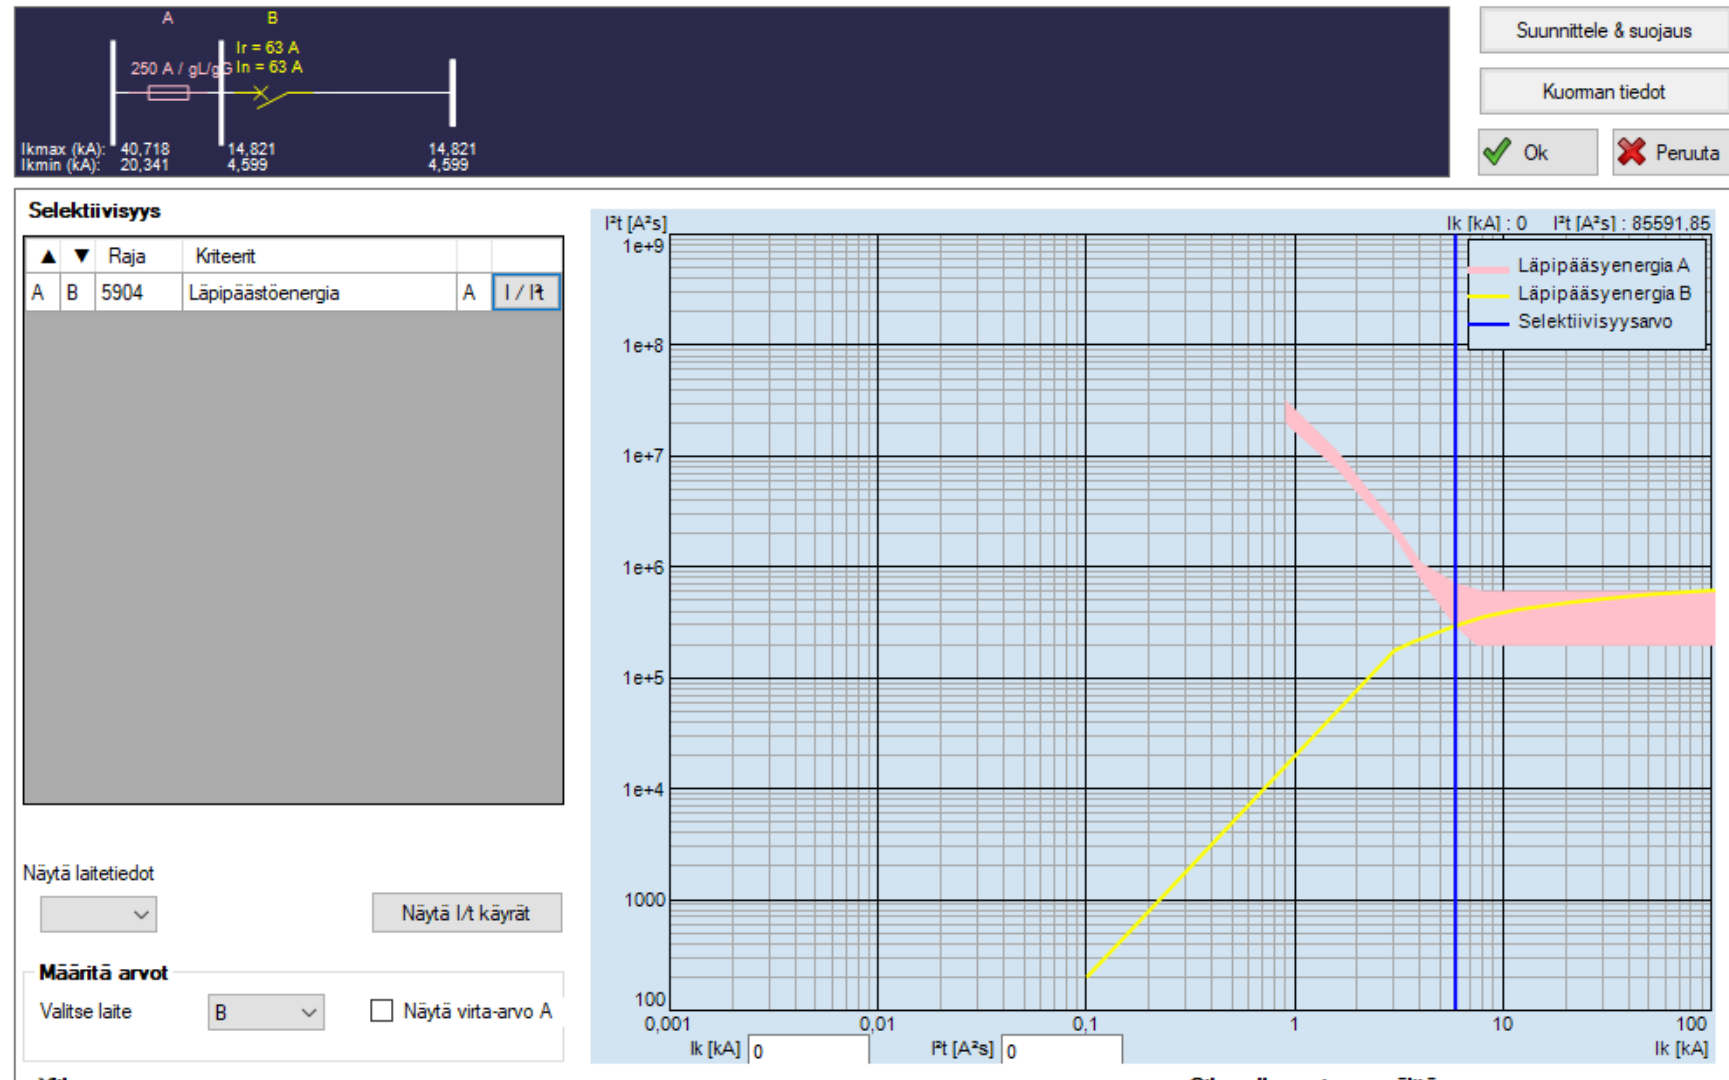 A B
Ir = 63 A
250 A / gL/gG In = 63 A
Ikmax (kA): 40,718 14,821 14,821
Ikmin (kA): 20,341 4,599 4,599
Suunnittele & suojaus
Kuorman tiedot
Ok Peruuta
Selektiivisyys
▲ ▼ Raja Kriteerit
A B 5904 Läpipäästöenergia A I / I²t
Näytä laitetiedot
Näytä I/t käyrät
Määritä arvot
Valitse laite B Näytä virta-arvo A
I²t [A²s] Ik [kA] : 0 I²t [A²s] : 85591,85
Läpipääsyenergia A
Läpipääsyenergia B
Selektiivisyysarvo
1e+9
1e+8
1e+7
1e+6
1e+5
1e+4
1000
100
0,001 0,01 0,1 1 10 100
Ik [kA] 0 I²t [A²s] 0 Ik [kA]